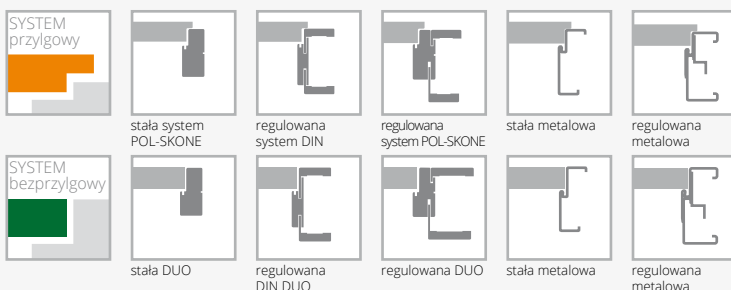 SYSTEM
przylgowy
stała system
POL-SKONE
regulowana
system DIN
regulowana
system POL-SKONE
stała metalowa
regulowana
metalowa
SYSTEM
bezprzylgowy
stała DUO
regulowana
DIN DUO
regulowana DUO
stała metalowa
regulowana
metalowa